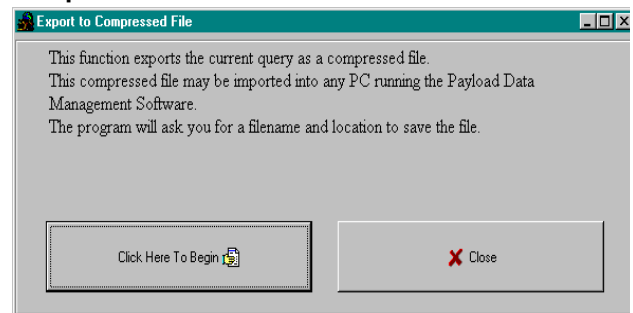 Export to Compressed File
This function exports the current query as a compressed file.
This compressed file may be imported into any PC running the Payload Data
Management Software.
The program will ask you for a filename and location to save the file.
Click Here To Begin
Close